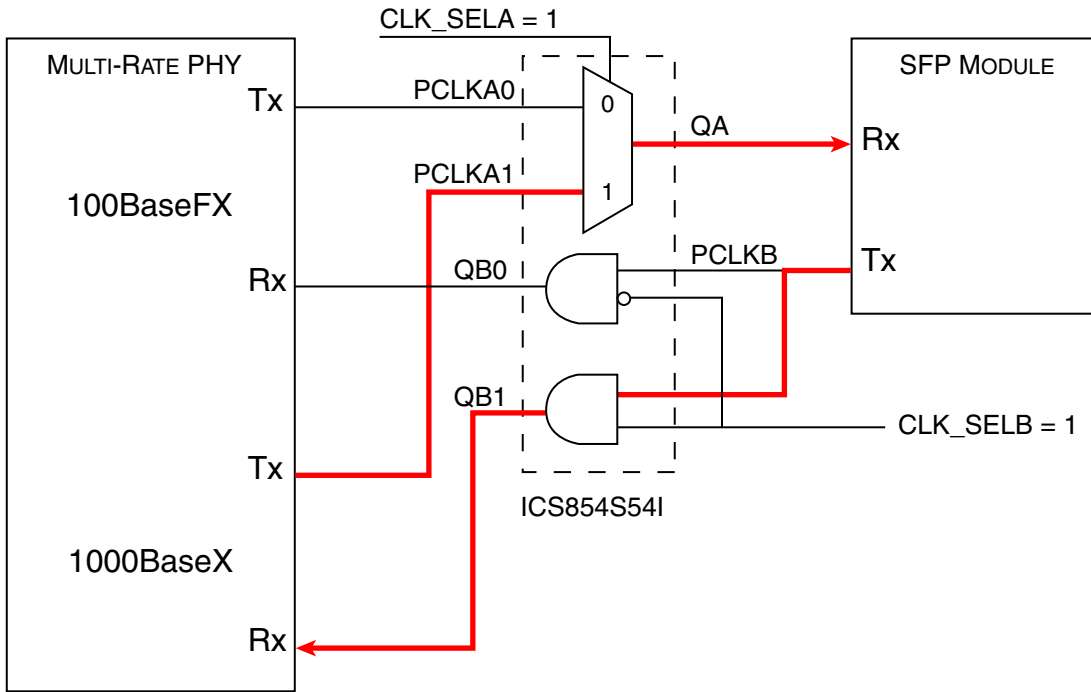 CLK_SELA = 1
MULTI-RATE PHY
SFP MODULE
Tx
PCLKA0
0
QA
Rx
PCLKA1
1
100BaseFX
PCLKB
Tx
Rx
QB0
QB1
CLK_SELB = 1
Tx
ICS854S54I
1000BaseX
Rx